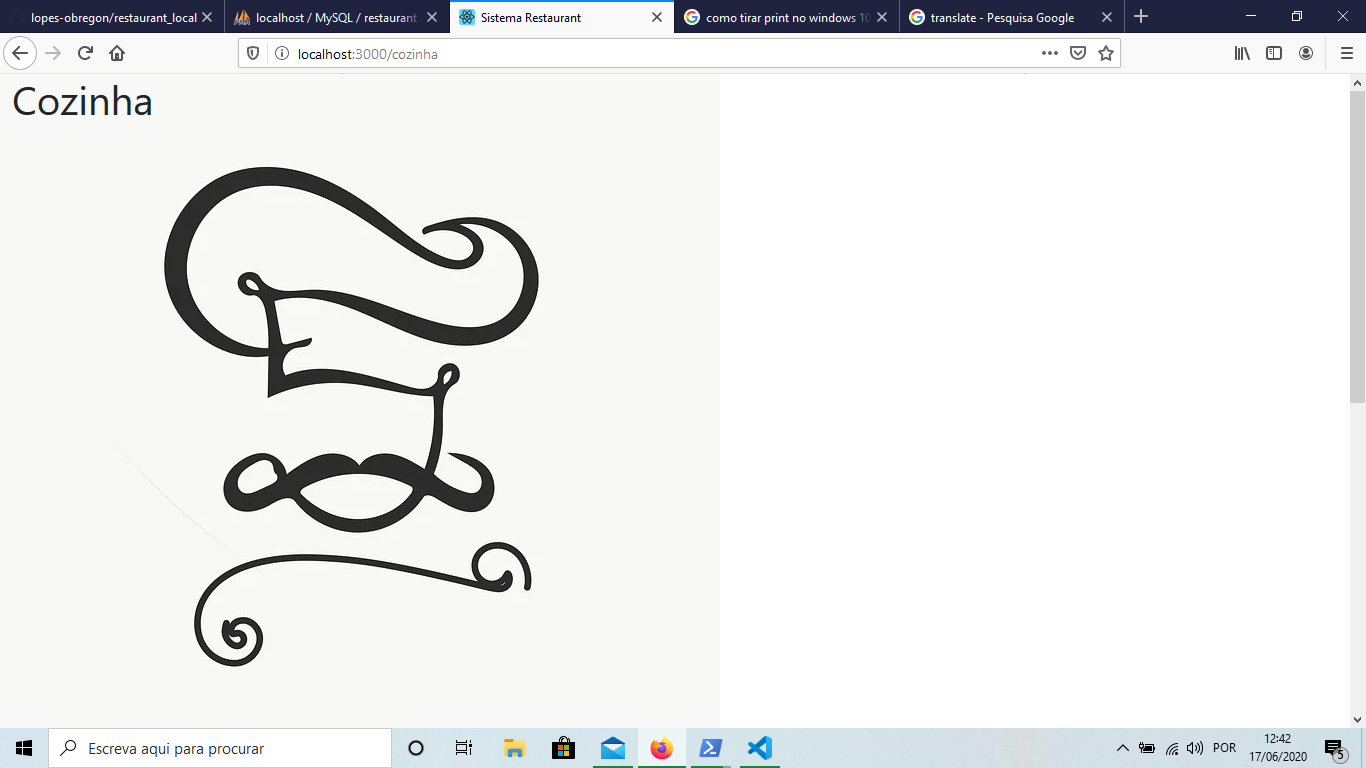 lopes-obregon/restaurant_local
localhost / MySQL / restaurant
Sistema Restaurant
como tirar print no windows 10
translate - Pesquisa Google
localhost:3000/cozinha
Cozinha
Escreva aqui para procurar
POR
12:42
17/06/2020
5